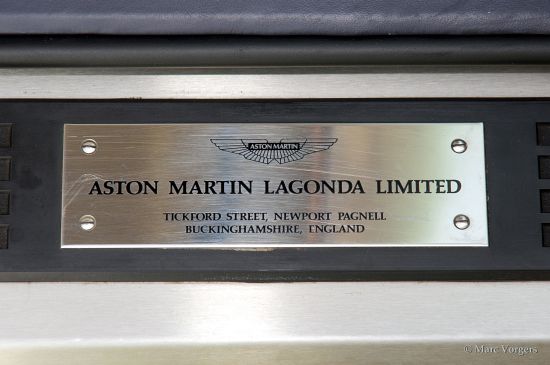 ASTON MARTIN
ASTON MARTIN LAGONDA LIMITED
TICKFORD STREET, NEWPORT PAGNELL
BUCKINGHAMSHIRE, ENGLAND
© Marc Vorgers